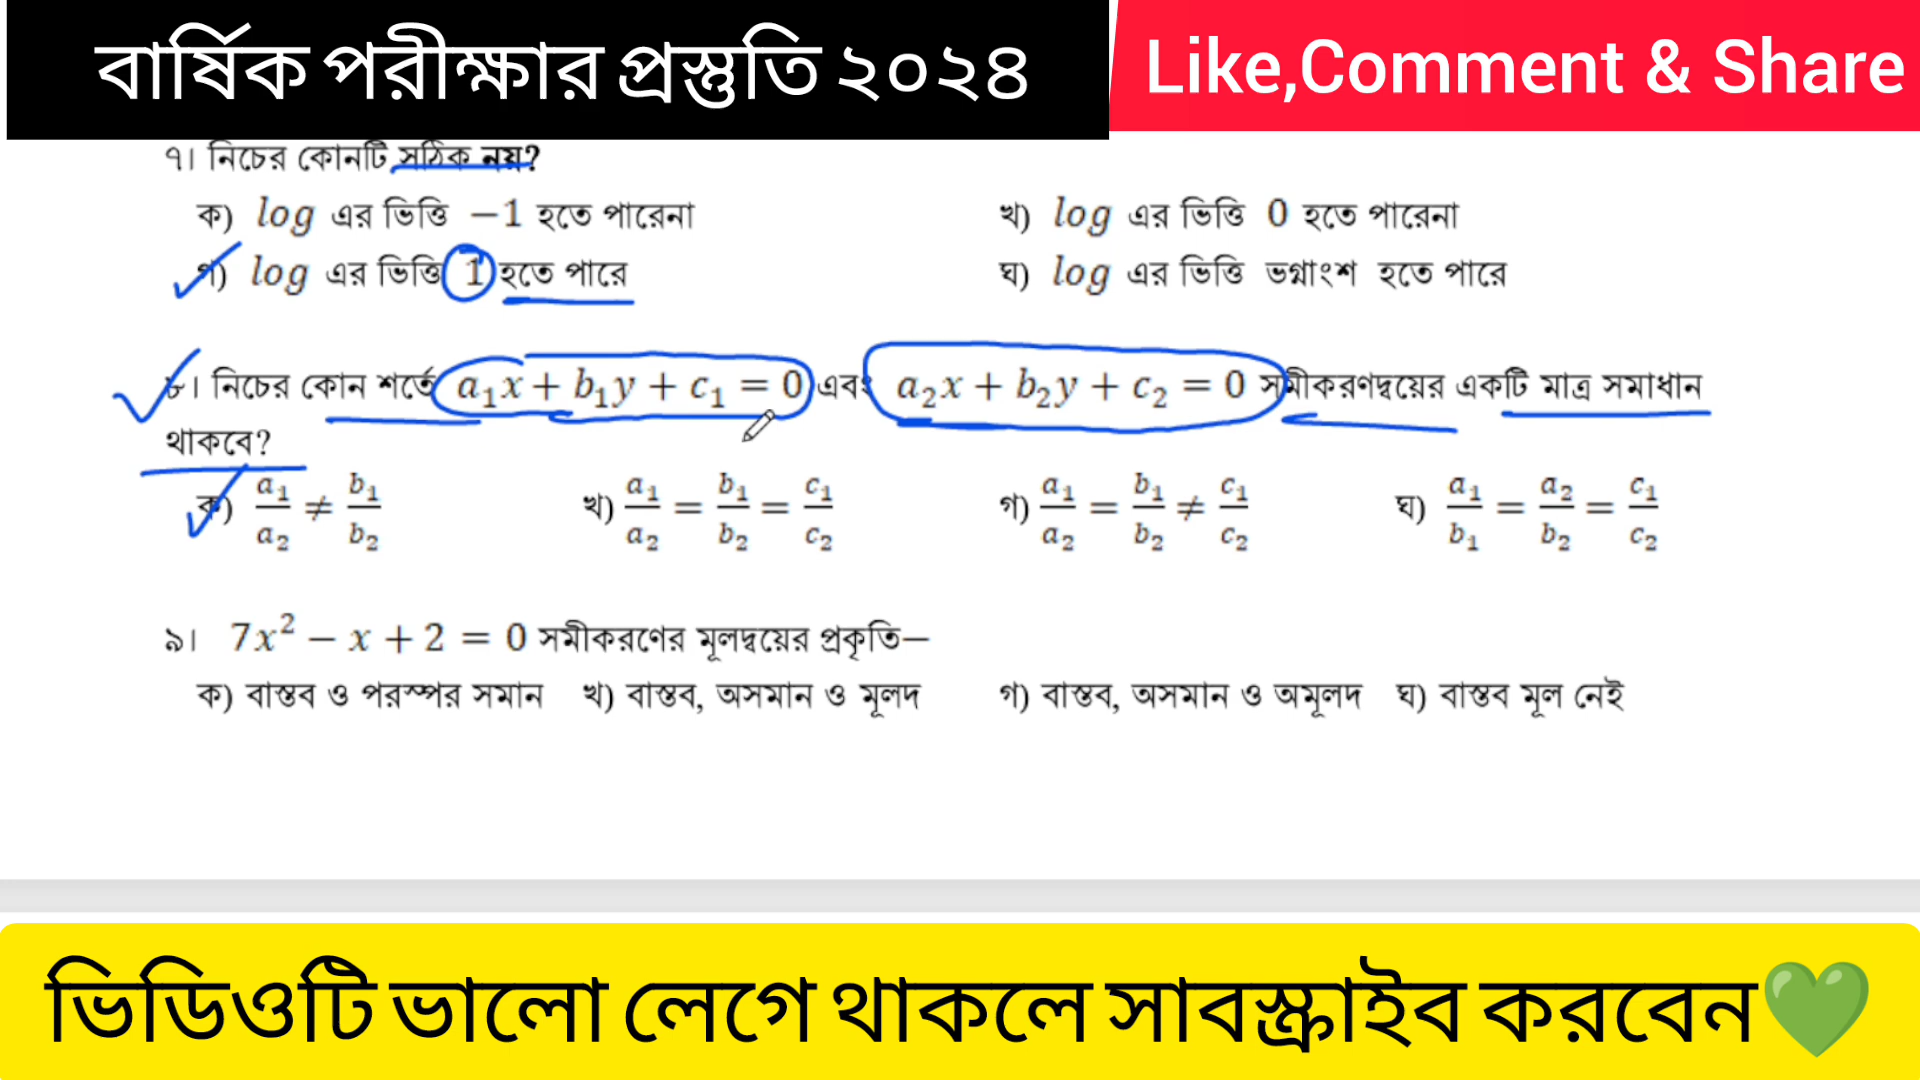 বার্ষিক পরীক্ষার প্রস্তুতি ২০২৪
Like,Comment & Share
৭। নিচের কোনটি সঠিক নয়?
ক) log এর ভিত্তি −1 হতে পারেনা খ) log এর ভিত্তি 0 হতে পারেনা
গ) log এর ভিত্তি 1 হতে পারে ঘ) log এর ভিত্তি ভগ্নাংশ হতে পারে
৮। নিচের কোন শর্তে a₁x + b₁y + c₁ = 0 এবং a₂x + b₂y + c₂ = 0 সমীকরণদ্বয়ের একটি মাত্র সমাধান
থাকবে?
ক) a₁/a₂ ≠ b₁/b₂ খ) a₁/a₂ = b₁/b₂ = c₁/c₂ গ) a₁/a₂ = b₁/b₂ ≠ c₁/c₂ ঘ) a₁/b₁ = a₂/b₂ = c₁/c₂
৯। 7x² − x + 2 = 0 সমীকরণের মূলদ্বয়ের প্রকৃতি—
ক) বাস্তব ও পরস্পর সমান খ) বাস্তব, অসমান ও মূলদ গ) বাস্তব, অসমান ও অমূলদ ঘ) বাস্তব মূল নেই
ভিডিওটি ভালো লেগে থাকলে সাবস্ক্রাইব করবেন💚